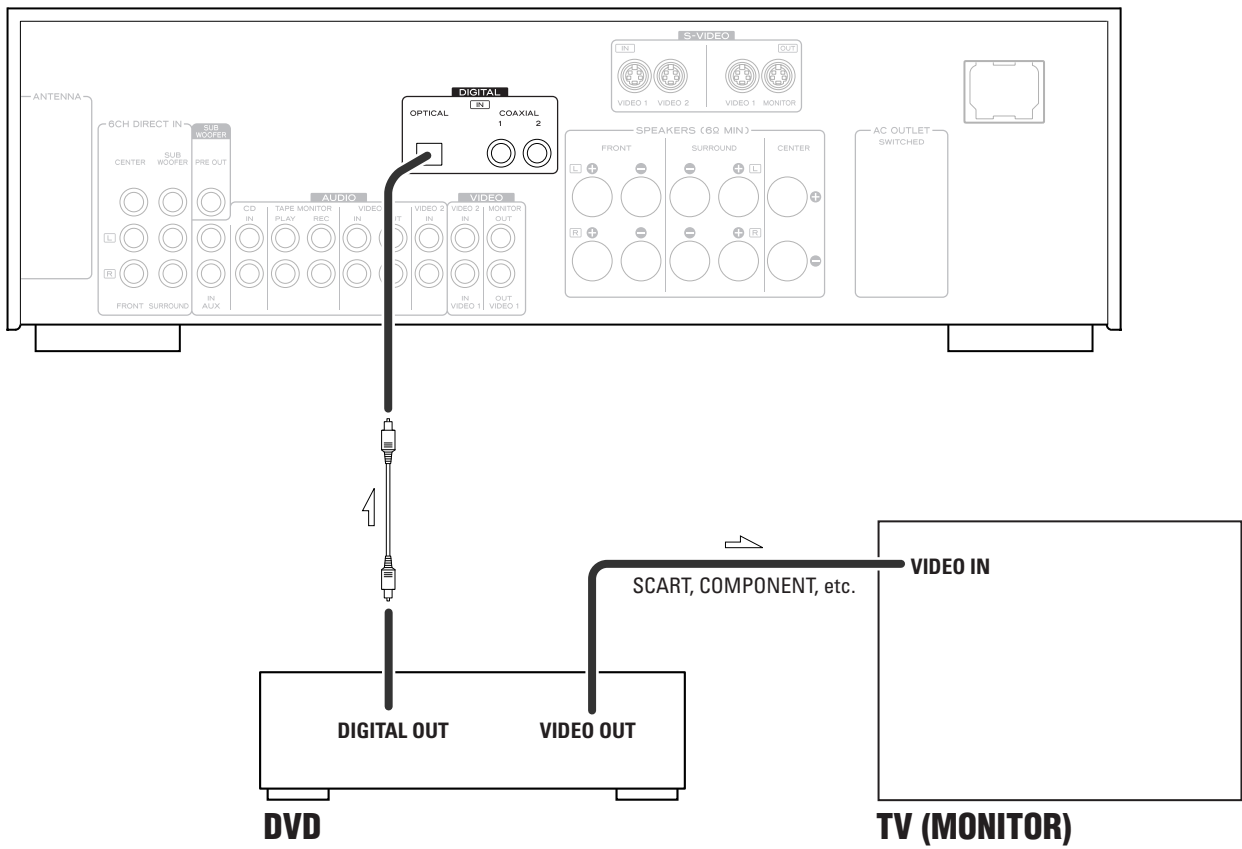 S-VIDEO
IN
OUT
VIDEO 1 VIDEO 2
VIDEO 1 MONITOR
ANTENNA
DIGITAL
IN
OPTICAL
COAXIAL
1 2
6CH DIRECT IN
SUB WOOFER
CENTER
SUB WOOFER
PRE OUT
L
R
FRONT SURROUND
IN
AUX
AUDIO
CD
IN
TAPE MONITOR
PLAY REC
VIDEO
IN
UT
VIDEO 2
IN
VIDEO
VIDEO 2 MONITOR
IN OUT
IN OUT
VIDEO 1 VIDEO 1
SPEAKERS (6Ω MIN)
FRONT SURROUND CENTER
L + − − + L
+
R + − − + R
−
AC OUTLET
SWITCHED
VIDEO IN
SCART, COMPONENT, etc.
DIGITAL OUT
VIDEO OUT
DVD
TV (MONITOR)